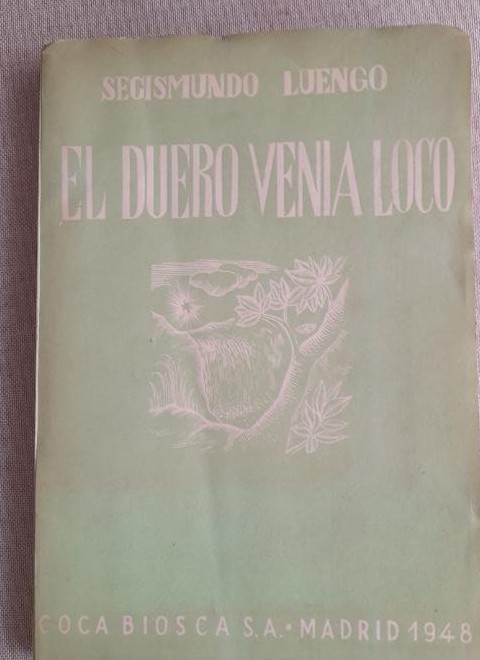 SEGISMUNDO LUENGO
EL DUERO VENIA LOCO
COCA BIOSCA S.A. • MADRID 1948